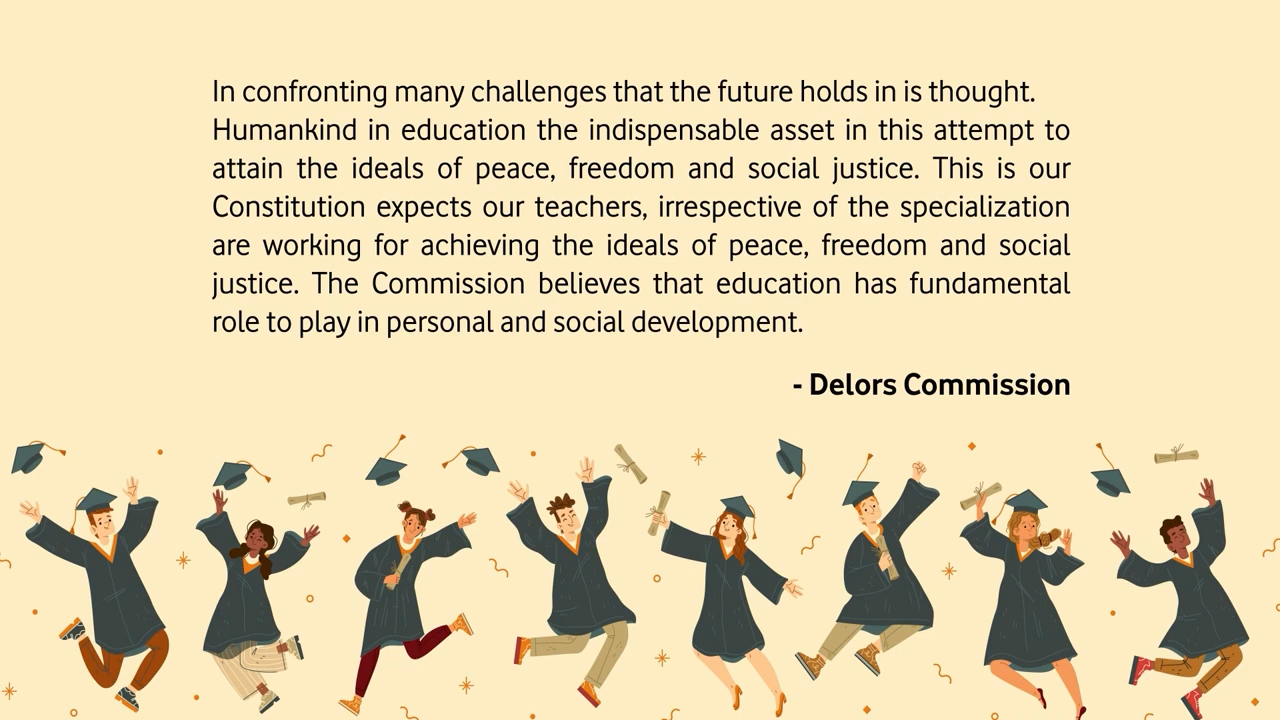 In confronting many challenges that the future holds in is thought.
Humankind in education the indispensable asset in this attempt to
attain the ideals of peace, freedom and social justice. This is our
Constitution expects our teachers, irrespective of the specialization
are working for achieving the ideals of peace, freedom and social
justice. The Commission believes that education has fundamental
role to play in personal and social development.
- Delors Commission